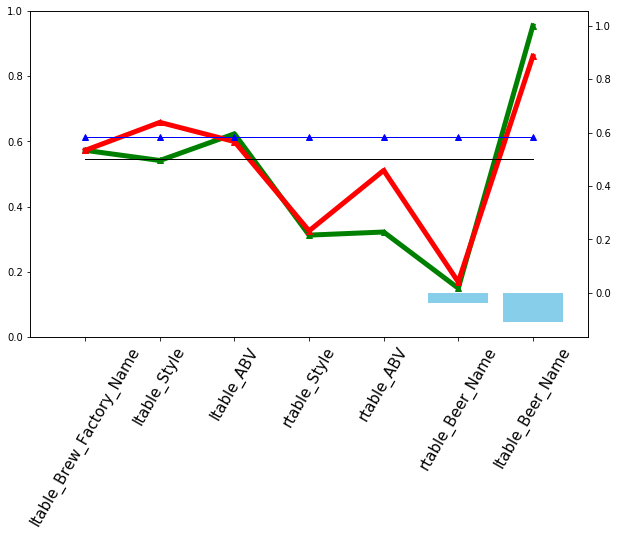 1.0
0.8
0.6
0.4
0.2
0.0
1.0
0.8
0.6
0.4
0.2
0.0
ltable_Brew_Factory_Name
ltable_Style
ltable_ABV
rtable_Style
rtable_ABV
rtable_Beer_Name
ltable_Beer_Name